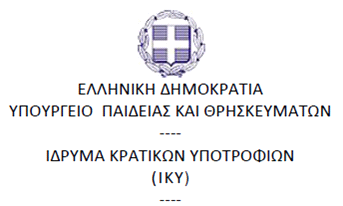 ΕΛΛΗΝΙΚΗ ΔΗΜΟΚΡΑΤΙΑ
ΥΠΟΥΡΓΕΙΟ ΠΑΙΔΕΙΑΣ ΚΑΙ ΘΡΗΣΚΕΥΜΑΤΩΝ
----
ΙΔΡΥΜΑ ΚΡΑΤΙΚΩΝ ΥΠΟΤΡΟΦΙΩΝ
(ΙΚΥ)
----